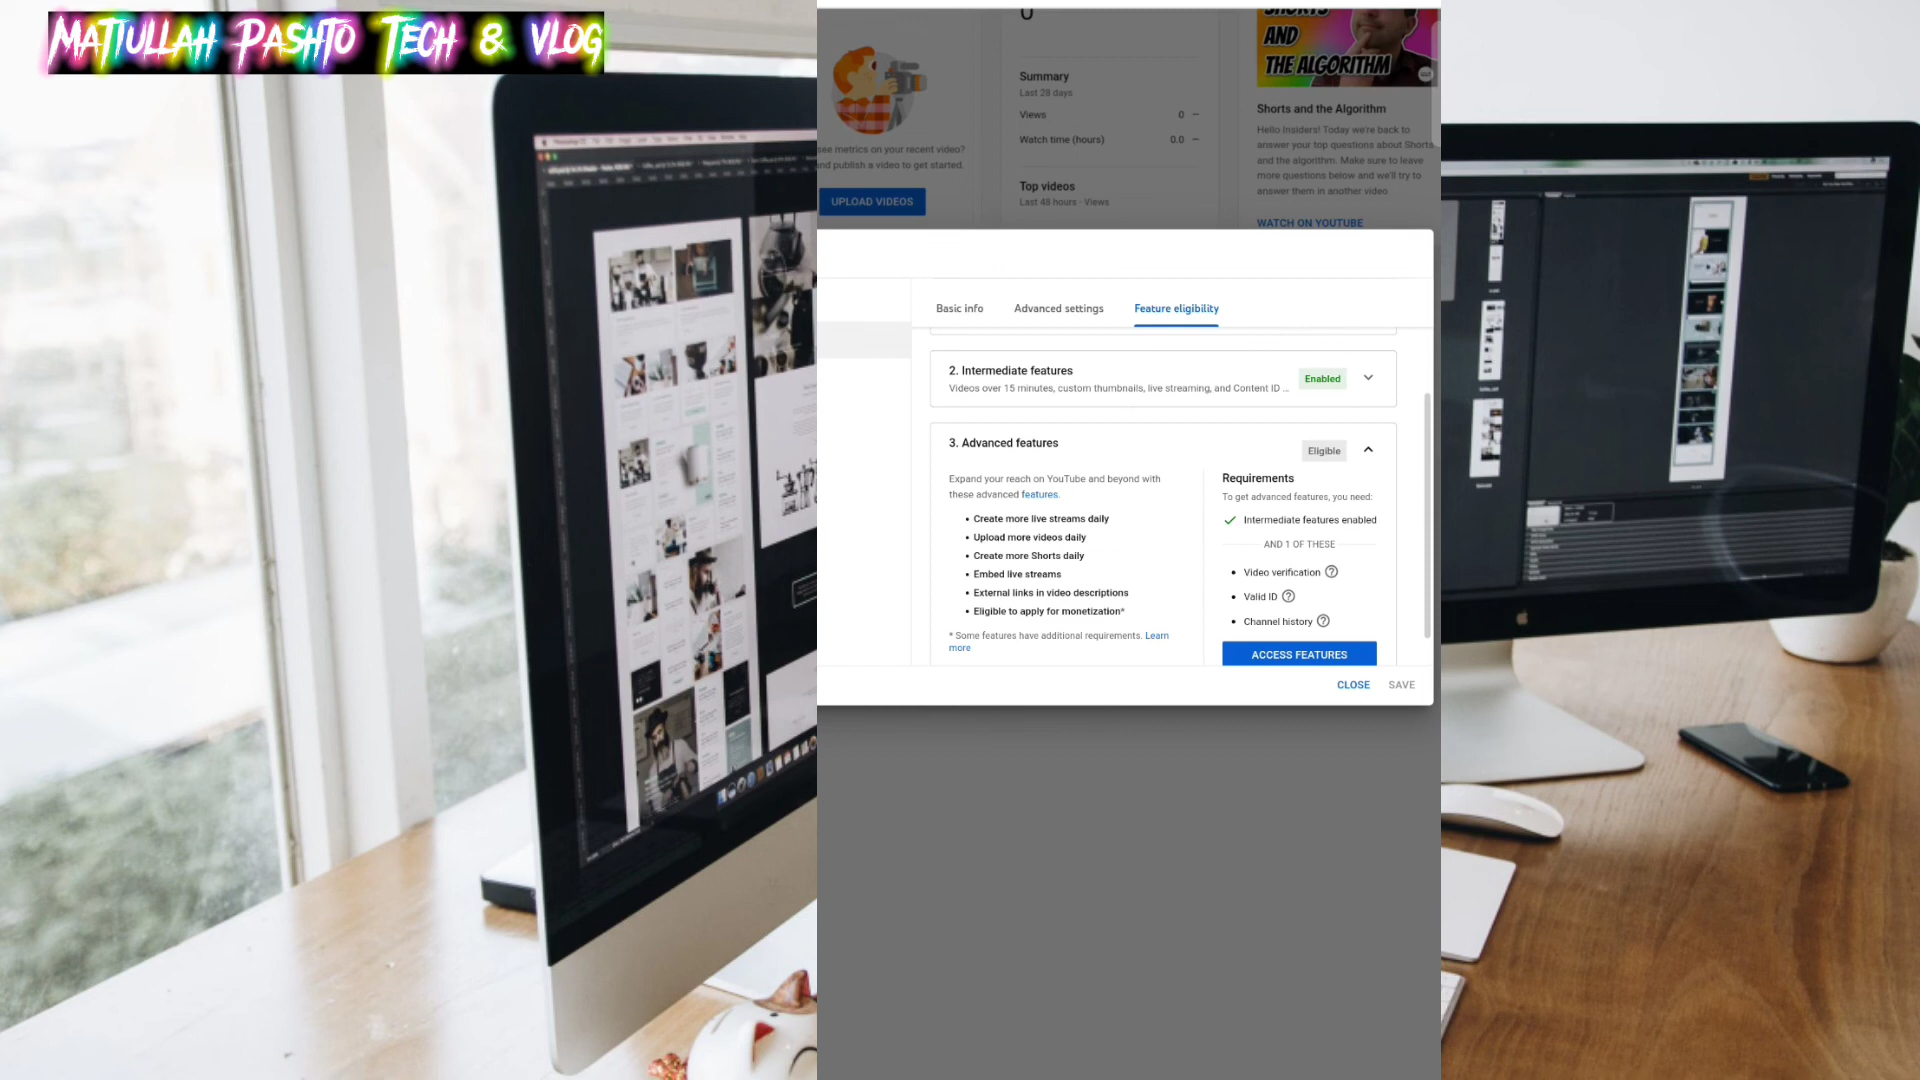 MATIULLAH PASHTO TECH & VLOG
SHORTS
AND
THE ALGORITHM
Summary
Last 28 days
Views 0 —
Watch time (hours) 0.0 —
see metrics on your recent video?
nd publish a video to get started.
UPLOAD VIDEOS
Top videos
Last 48 hours · Views
Shorts and the Algorithm
Hello Insiders! Today we're back to
answer your top questions about Shorts
and the algorithm. Make sure to leave
more questions below and we'll try to
answer them in another video
WATCH ON YOUTUBE
Basic info Advanced settings Feature eligibility
2. Intermediate features
Videos over 15 minutes, custom thumbnails, live streaming, and Content ID ...
Enabled
3. Advanced features
Eligible
Expand your reach on YouTube and beyond with
these advanced features.
• Create more live streams daily
• Upload more videos daily
• Create more Shorts daily
• Embed live streams
• External links in video descriptions
• Eligible to apply for monetization*
* Some features have additional requirements. Learn
more
Requirements
To get advanced features, you need:
Intermediate features enabled
AND 1 OF THESE
• Video verification
• Valid ID
• Channel history
ACCESS FEATURES
CLOSE SAVE